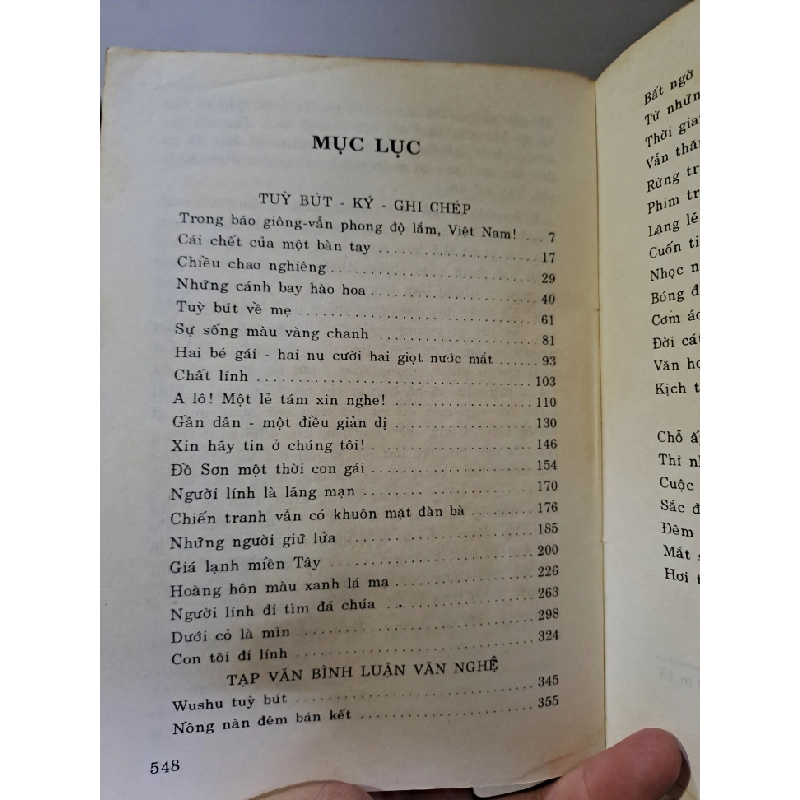 MỤC LỤC
TUỲ BÚT - KÝ - GHI CHÉP
Trong bão giông-vẫn phong độ lắm, Việt Nam! ... 7
Cái chết của một bàn tay ... 17
Chiều chao nghiêng ... 29
Những cánh bay hào hoa ... 40
Tuỳ bút về mẹ ... 61
Sự sống màu vàng chanh ... 81
Hai bé gái - hai nụ cười hai giọt nước mắt ... 93
Chất lính ... 103
A lô! Một lẻ tám xin nghe! ... 110
Gần dân - một điều giản dị ... 130
Xin hãy tin ở chúng tôi! ... 146
Đồ Sơn một thời con gái ... 154
Người lính là lãng mạn ... 170
Chiến tranh vẫn có khuôn mặt đàn bà ... 176
Những người giữ lửa ... 185
Giá lạnh miền Tây ... 200
Hoàng hôn màu xanh lá mạ ... 226
Người lính đi tìm đá chúa ... 263
Dưới cỏ là mìn ... 298
Con tôi đi lính ... 324
TẠP VĂN BÌNH LUẬN VĂN NGHỆ
Wushu tuỳ bút ... 345
Nồng nàn đêm bán kết ... 355
548
Bất ngờ
Từ nhữn
Thời gia
Vẫn thá
Rừng tr
Phim tr
Lạng lẽ
Cuốn ti
Nhọc n
Bóng đ
Cơm áo
Đời cá
Văn họ
Kịch t
Chỗ ấ
Thì nh
Cuộc
Sắc đ
Đêm
Mắt
Hơi